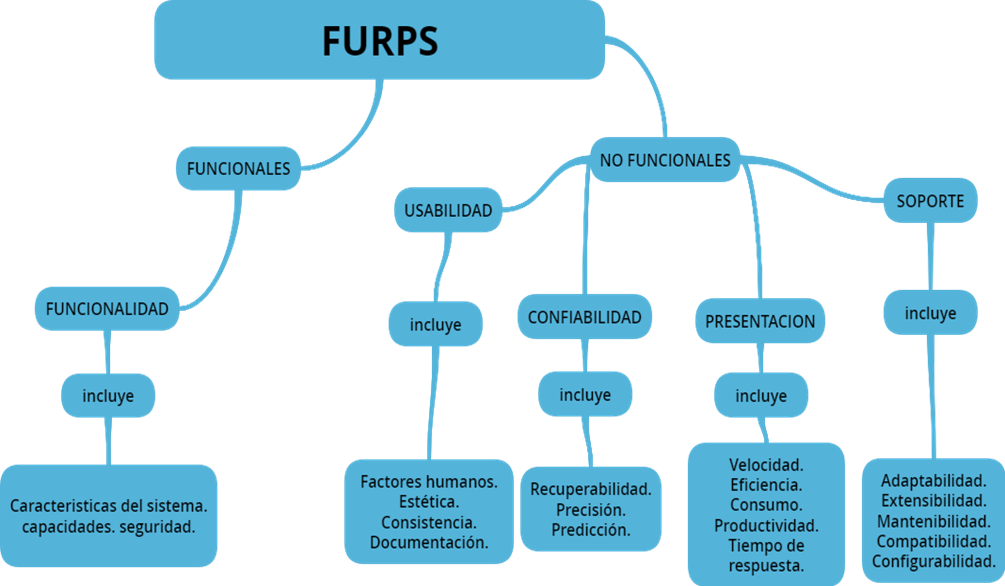 FURPS
FUNCIONALES
NO FUNCIONALES
USABILIDAD
SOPORTE
FUNCIONALIDAD
incluye
CONFIABILIDAD
PRESENTACION
incluye
incluye
incluye
incluye
Caracteristicas del sistema.
capacidades. seguridad.
Factores humanos.
Estética.
Consistencia.
Documentación.
Recuperabilidad.
Precisión.
Predicción.
Velocidad.
Eficiencia.
Consumo.
Productividad.
Tiempo de
respuesta.
Adaptabilidad.
Extensibilidad.
Mantenibilidad.
Compatibilidad.
Configurabilidad.